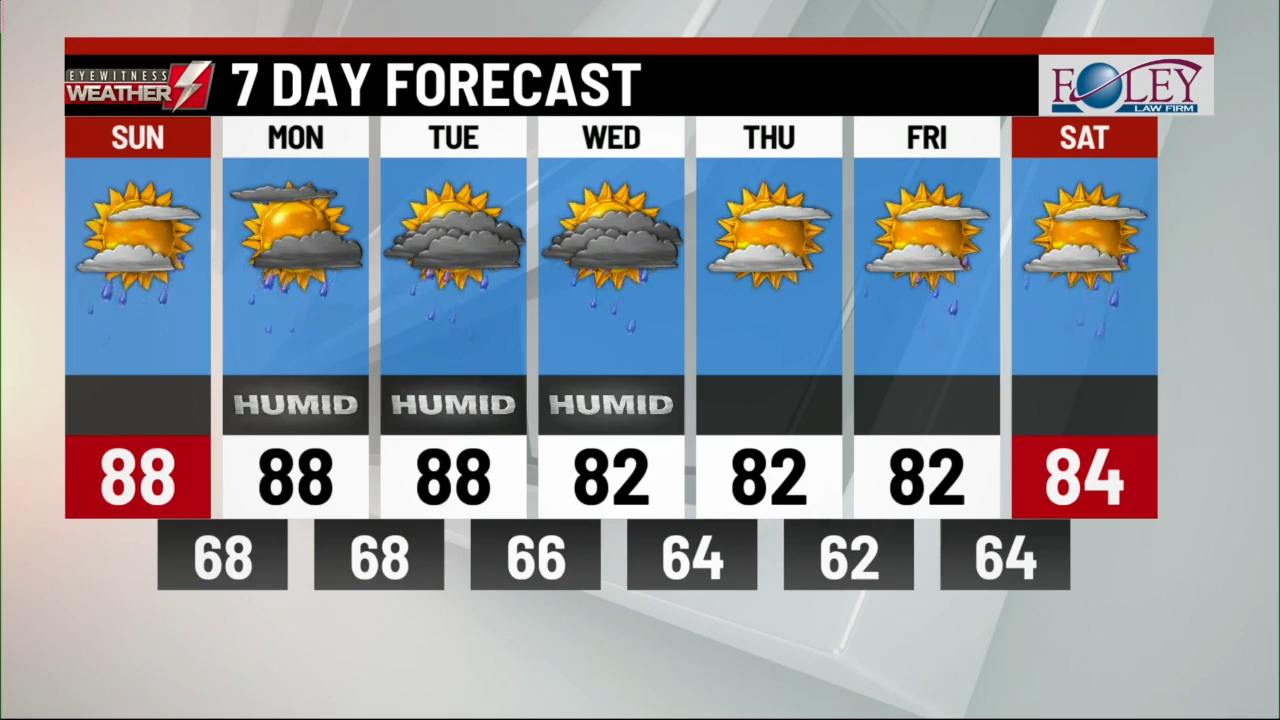 EYEWITNESS
WEATHER
7 DAY FORECAST
FOLEY
LAW FIRM
SUN MON TUE WED THU FRI SAT
HUMID HUMID HUMID
88 88 88 82 82 82 84
68 68 66 64 62 64